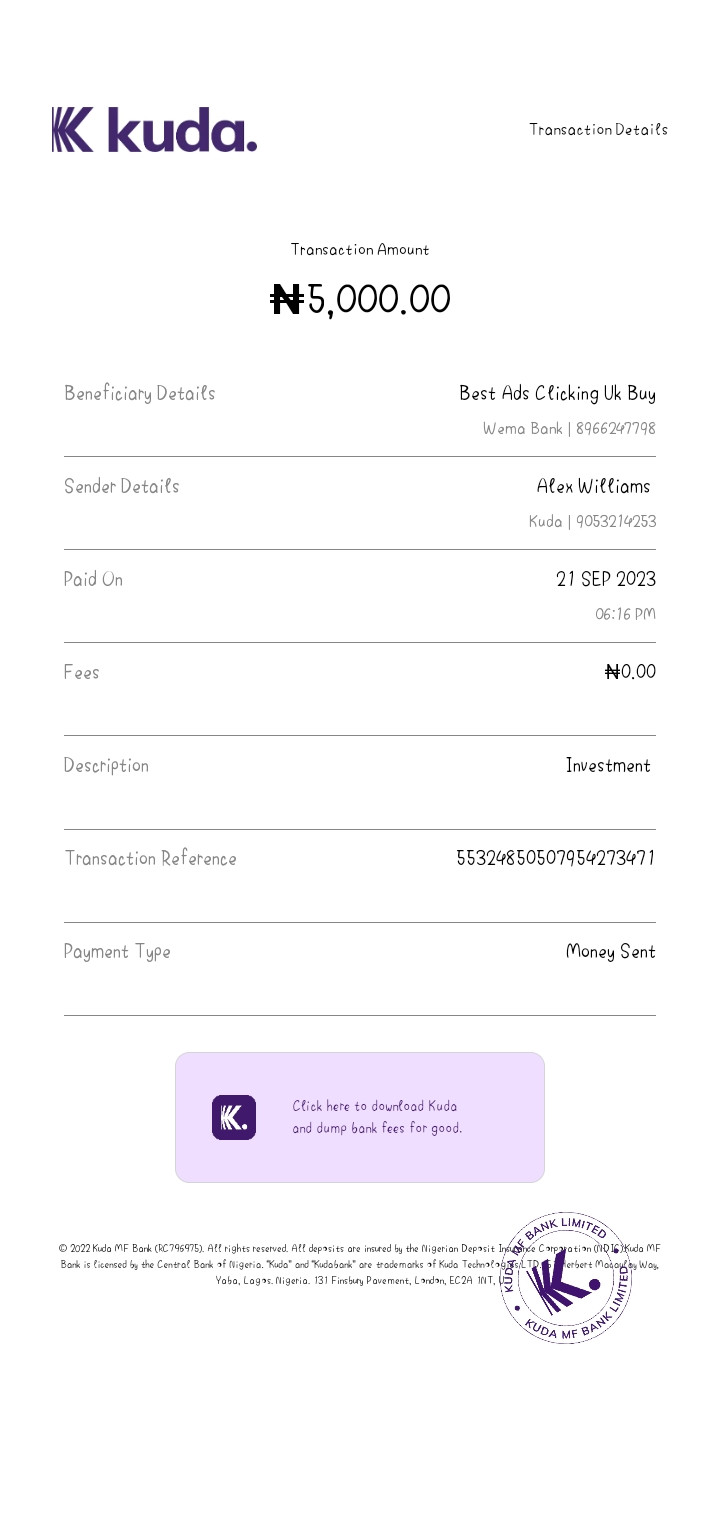 kuda.
Transaction Details
Transaction Amount
₦5,000.00
Beneficiary Details
Best Ads Clicking Uk Buy
Wema Bank | 8966247798
Sender Details
Alex Williams
Kuda | 9053214253
Paid On
21 SEP 2023
06:16 PM
Fees
₦0.00
Description
Investment
Transaction Reference
55324850507954273471
Payment Type
Money Sent
Click here to download Kuda
and dump bank fees for good.
© 2022 Kuda MF Bank (RC796975). All rights reserved. All deposits are insured by the Nigerian Deposit Insurance Corporation (NDIC) Kuda MF
Bank is licensed by the Central Bank of Nigeria. "Kuda" and "Kudabank" are trademarks of Kuda Technologies LTD. Herbert Macaulay Way,
Yaba, Lagos. Nigeria. 131 Finsbury Pavement, London, EC2A 1NT,
KUDA MF BANK LIMITED
KUDA MF BANK LIMITED